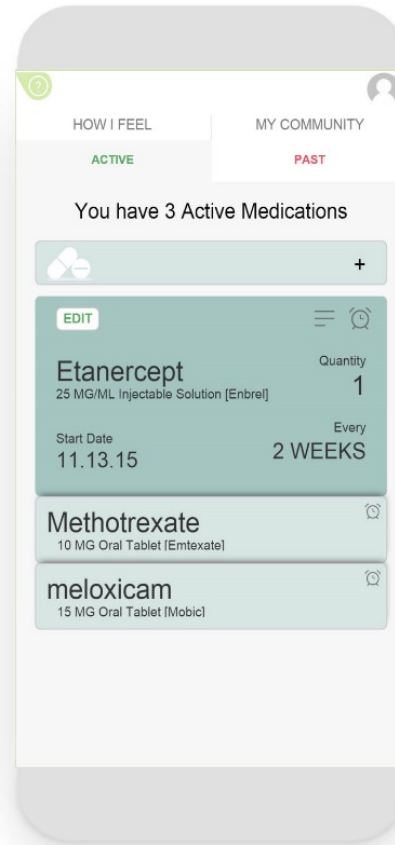 ?
HOW I FEEL
MY COMMUNITY
ACTIVE
PAST
You have 3 Active Medications
+
EDIT
Etanercept
25 MG/ML Injectable Solution [Enbrel]
Quantity
1
Start Date
11.13.15
Every
2 WEEKS
Methotrexate
10 MG Oral Tablet [Emtexate]
meloxicam
15 MG Oral Tablet [Mobic]